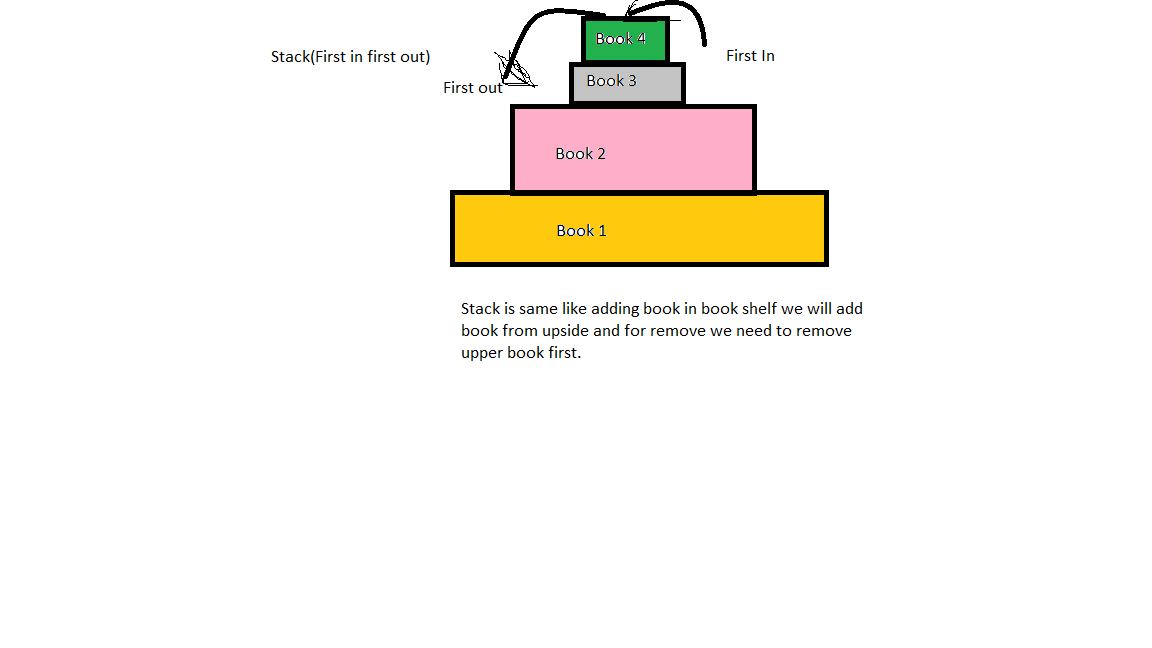 Book 4
Stack(First in first out)
First In
Book 3
First out
Book 2
Book 1
Stack is same like adding book in book shelf we will add
book from upside and for remove we need to remove
upper book first.